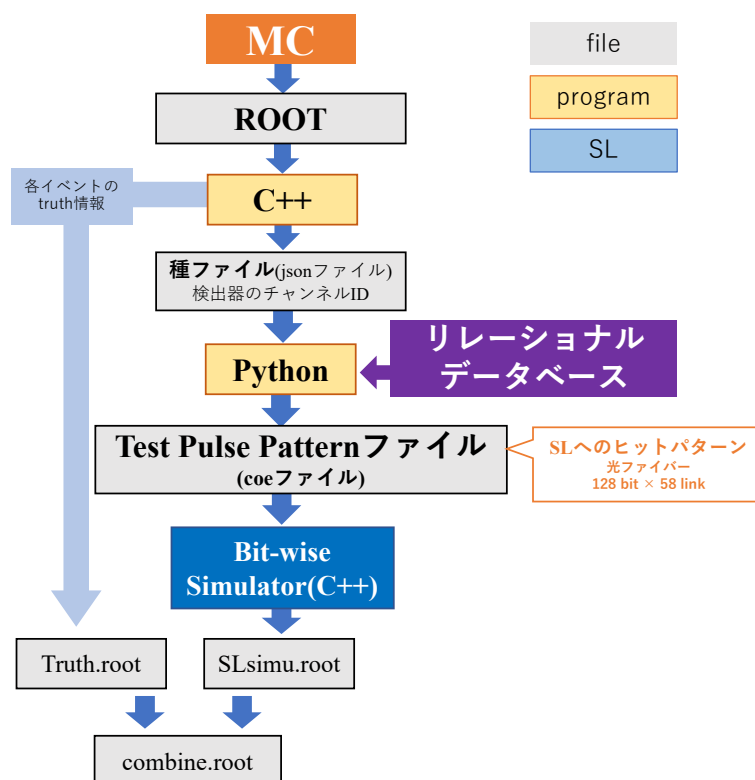 MC
file
program
SL
ROOT
各イベントの
truth情報
C++
種ファイル(jsonファイル)
検出器のチャンネルID
リレーショナル
データベース
Python
Test Pulse Patternファイル
(coeファイル)
SLへのヒットパターン
光ファイバー
128 bit × 58 link
Bit-wise
Simulator(C++)
Truth.root
SLsimu.root
combine.root